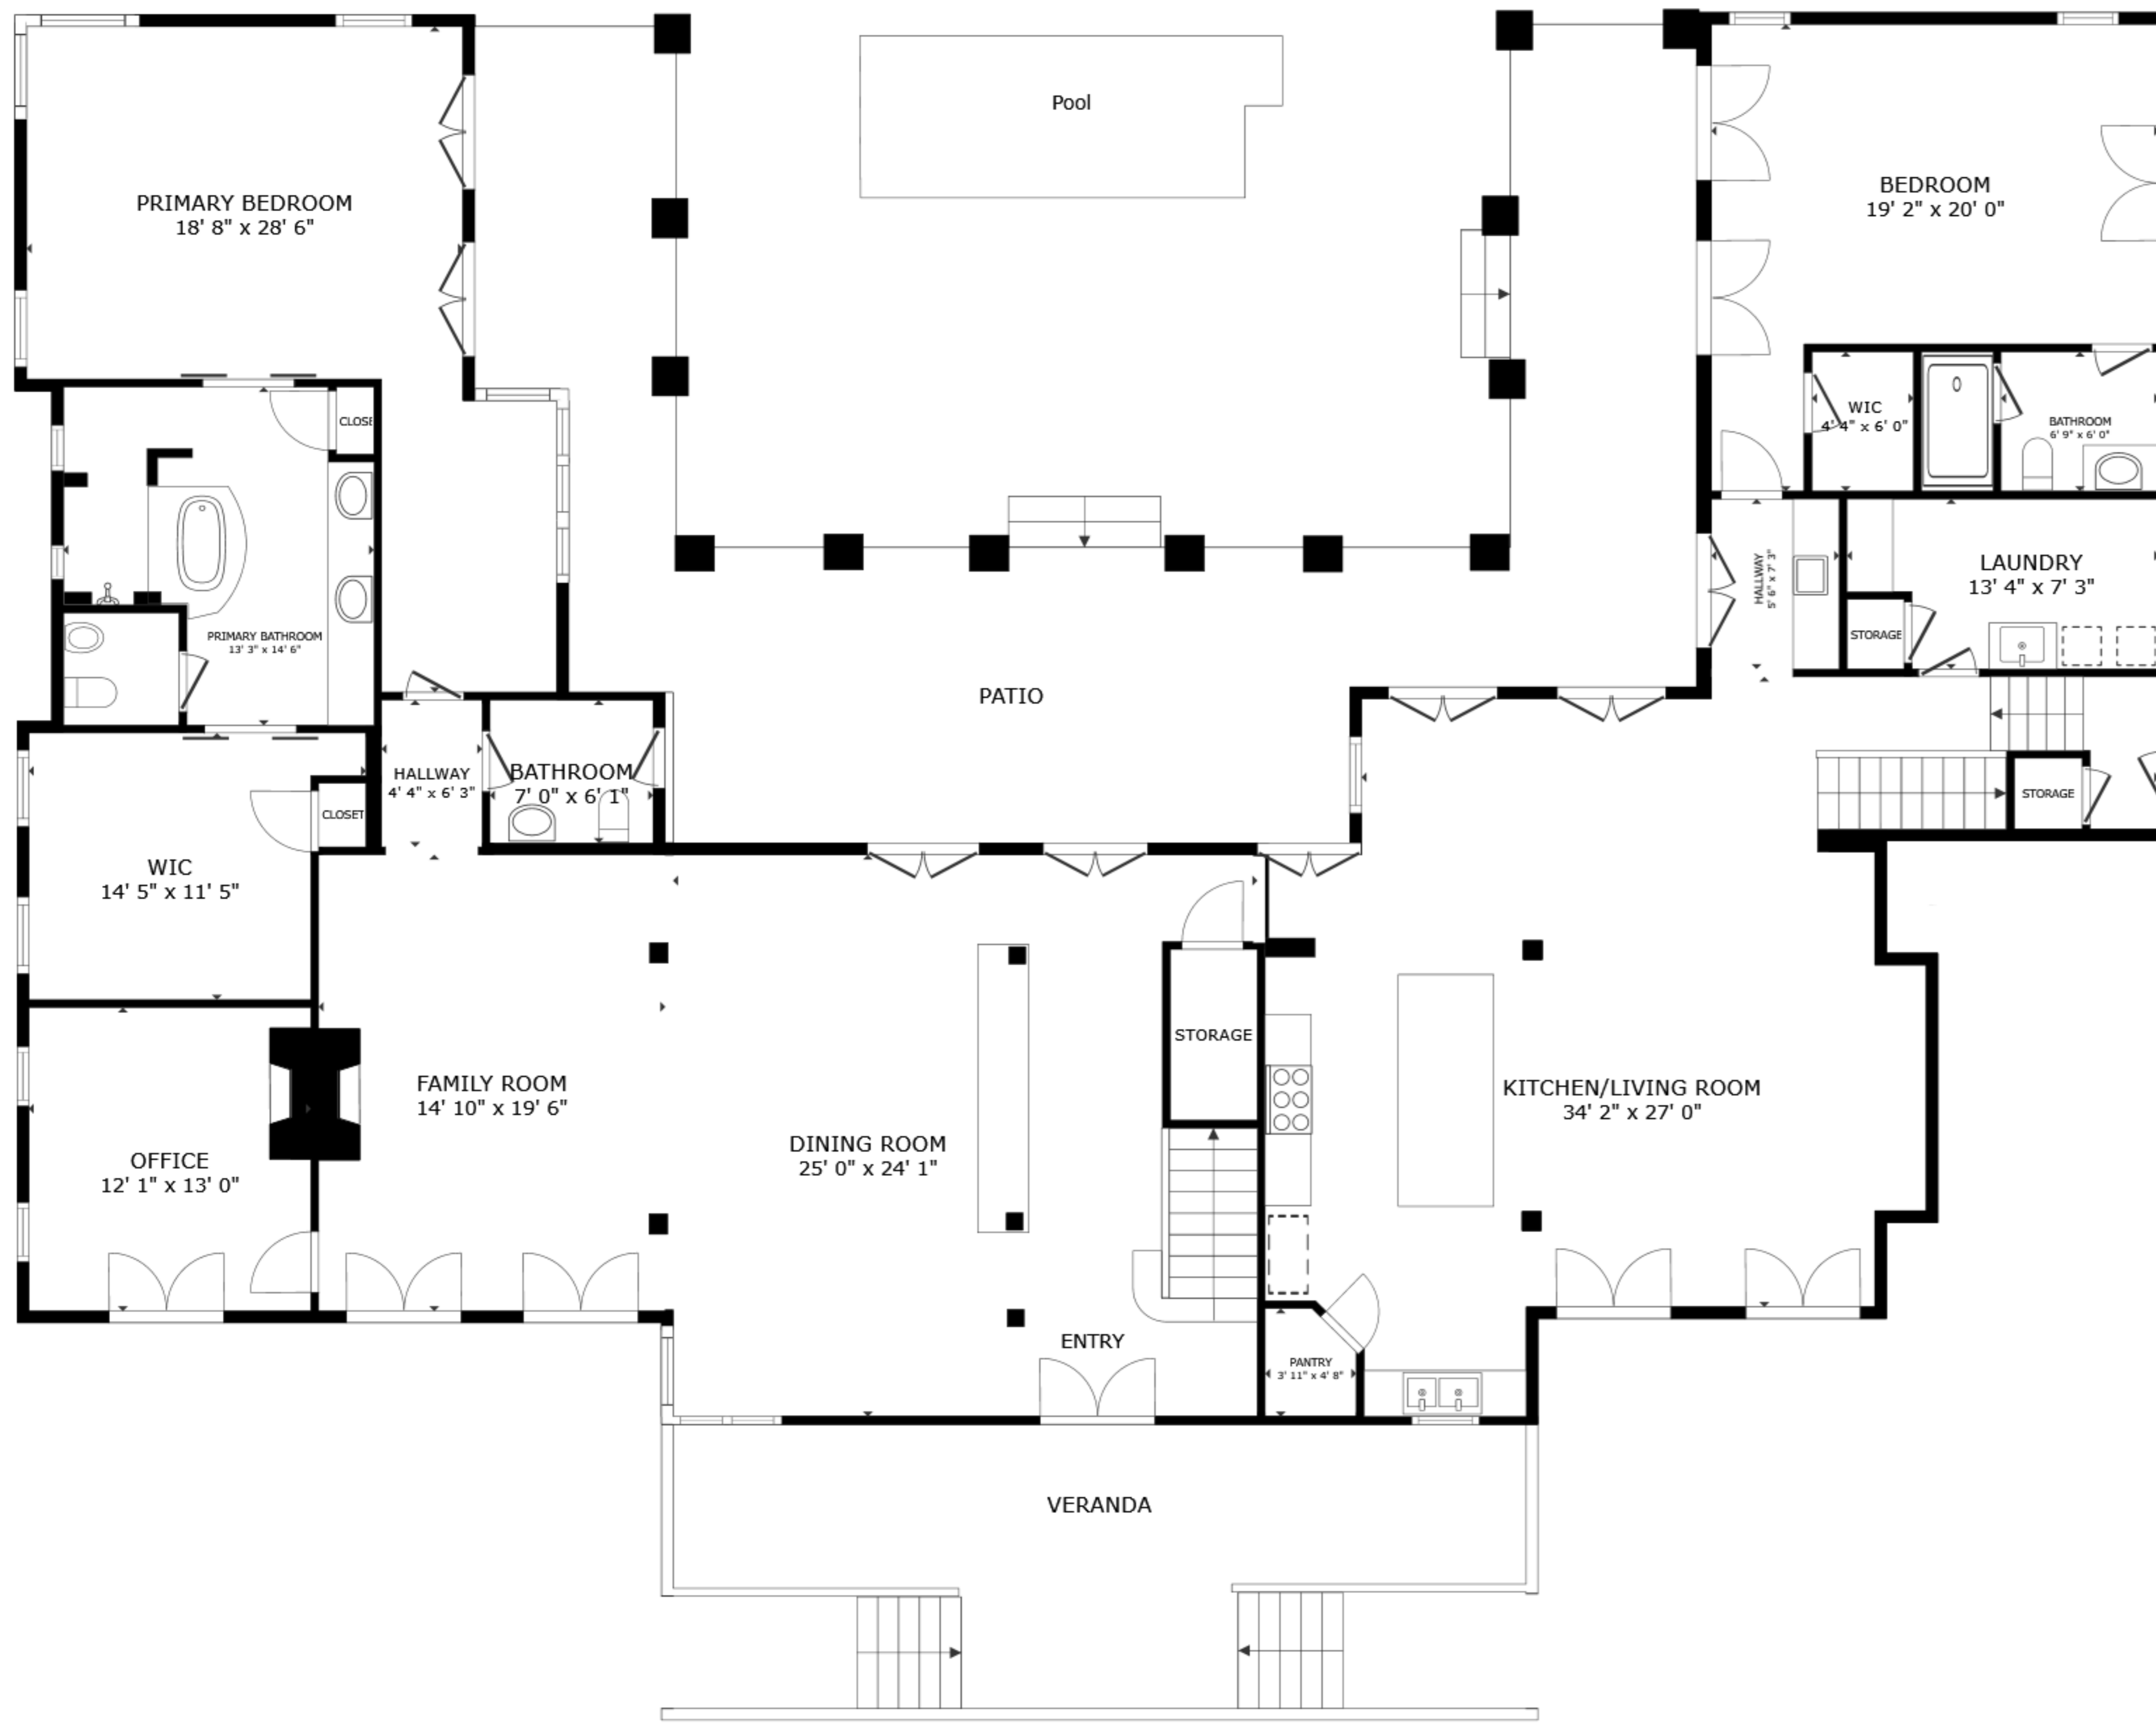 Pool
PRIMARY BEDROOM
18' 8" x 28' 6"
BEDROOM
19' 2" x 20' 0"
CLOSE
WIC
4' 4" x 6' 0"
BATHROOM
6' 9" x 6' 0"
HALLWAY
5' 6" x 7' 3"
LAUNDRY
13' 4" x 7' 3"
STORAGE
PRIMARY BATHROOM
13' 3" x 14' 6"
PATIO
HALLWAY
4' 4" x 6' 3"
BATHROOM
7' 0" x 6' 1"
STORAGE
CLOSET
WIC
14' 5" x 11' 5"
STORAGE
FAMILY ROOM
14' 10" x 19' 6"
KITCHEN/LIVING ROOM
34' 2" x 27' 0"
DINING ROOM
25' 0" x 24' 1"
OFFICE
12' 1" x 13' 0"
ENTRY
PANTRY
3' 11" x 4' 8"
VERANDA